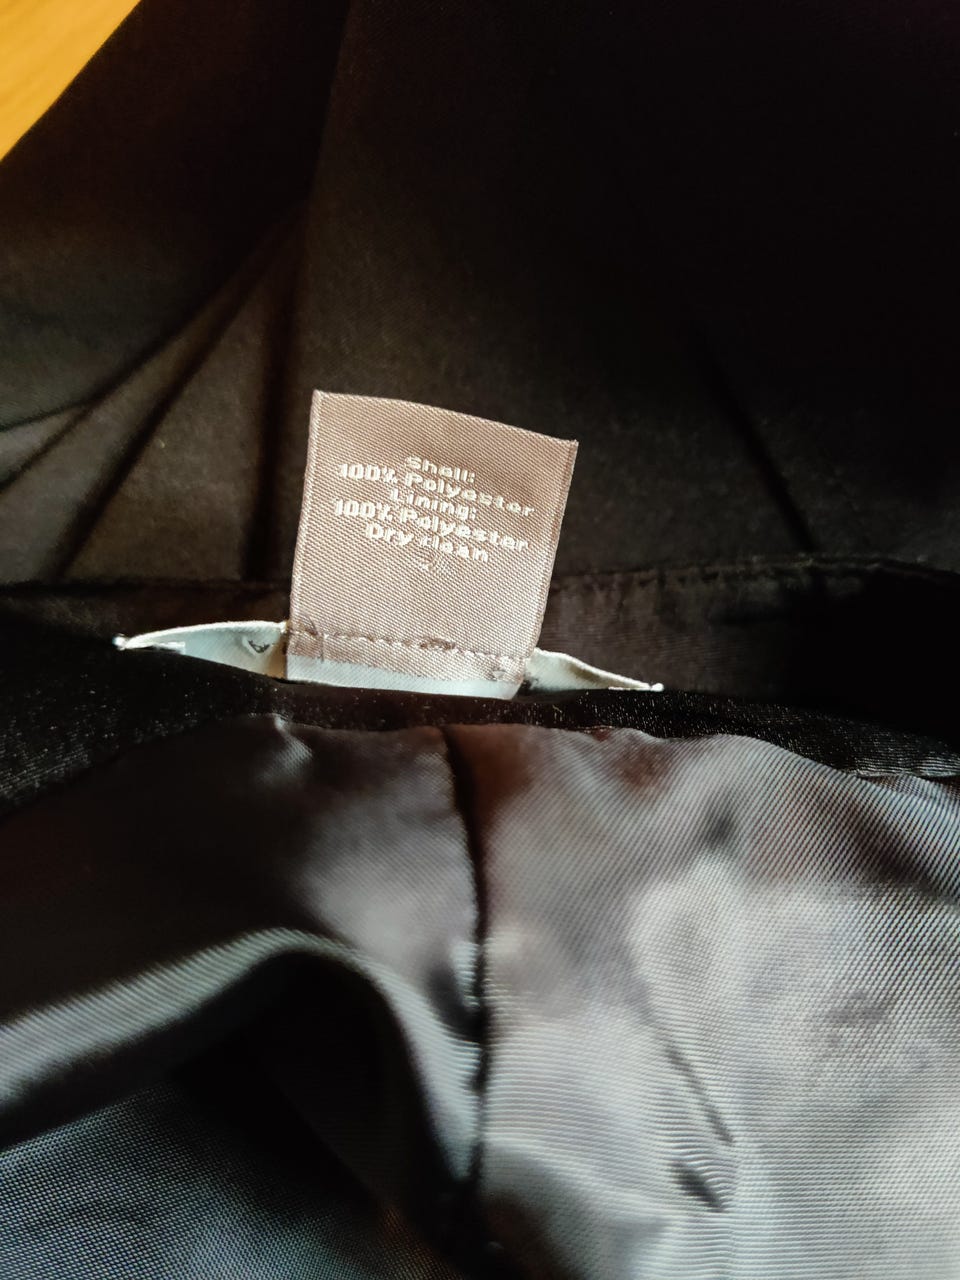 Shell:
100% Polyester
Lining:
100% Polyester
Dry clean